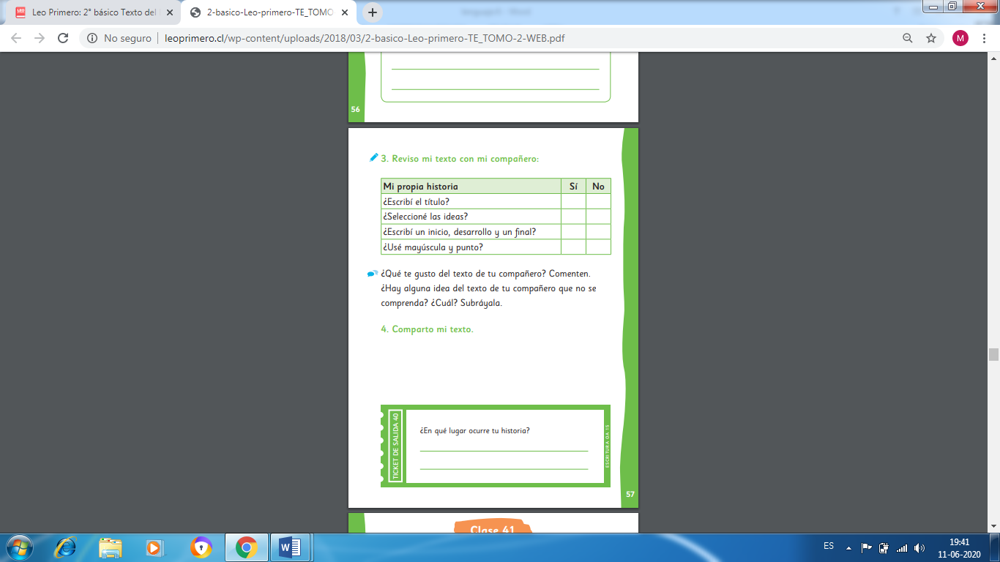 Leo Primero: 2° básico Texto del
2-basico-Leo-primero-TE_TOMO
M
No seguro
leoprimero.cl/wp-content/uploads/2018/03/2-basico-Leo-primero-TE_TOMO-2-WEB.pdf
56
3. Reviso mi texto con mi compañero:
Mi propia historia Sí No
¿Escribí el título?
¿Seleccioné las ideas?
¿Escribí un inicio, desarrollo y un final?
¿Usé mayúscula y punto?
¿Qué te gusto del texto de tu compañero? Comenten.
¿Hay alguna idea del texto de tu compañero que no se
comprenda? ¿Cuál? Subráyala.
4. Comparto mi texto.
TICKET DE SALIDA 40
¿En qué lugar ocurre tu historia?
ESCRITURA OA 15
57
Clase 41
ES
19:41
11-06-2020